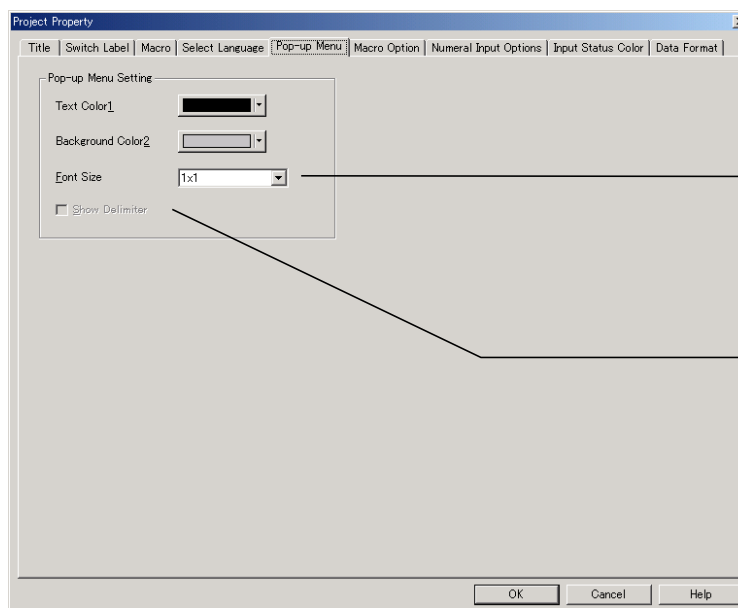 Project Property
Title Switch Label Macro Select Language Pop-up Menu Macro Option Numeral Input Options Input Status Color Data Format
Pop-up Menu Setting
Text Color1
Background Color2
Font Size 1x1
Show Delimiter
OK Cancel Help